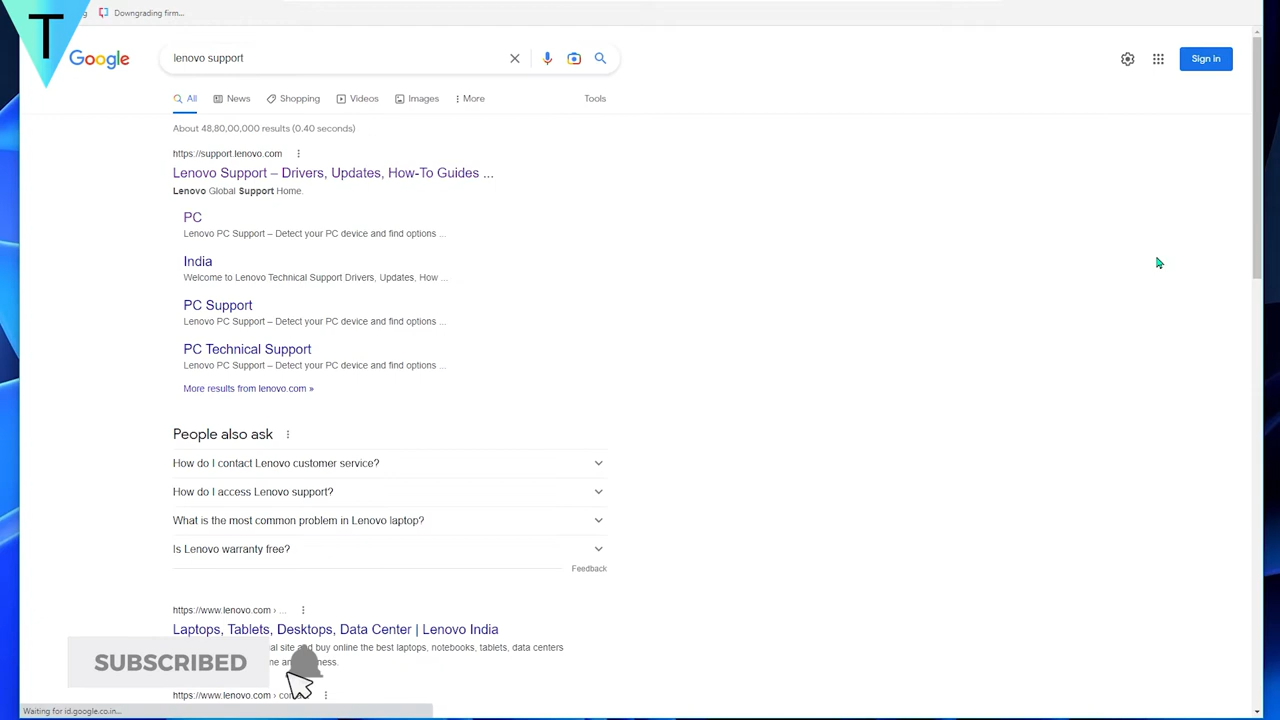 Downgrading firm...
T
Google
lenovo support
Sign in
All
News
Shopping
Videos
Images
More
Tools
About 48,80,00,000 results (0.40 seconds)
https://support.lenovo.com
Lenovo Support – Drivers, Updates, How-To Guides ...
Lenovo Global Support Home.
PC
Lenovo PC Support – Detect your PC device and find options ...
India
Welcome to Lenovo Technical Support Drivers, Updates, How ...
PC Support
Lenovo PC Support – Detect your PC device and find options ...
PC Technical Support
Lenovo PC Support – Detect your PC device and find options ...
More results from lenovo.com »
People also ask
How do I contact Lenovo customer service?
How do I access Lenovo support?
What is the most common problem in Lenovo laptop?
Is Lenovo warranty free?
Feedback
https://www.lenovo.com › ...
Laptops, Tablets, Desktops, Data Center | Lenovo India
al site and buy online the best laptops, notebooks, tablets, data centers
SUBSCRIBED
https://www.lenovo.com
Waiting for id.google.co.in...